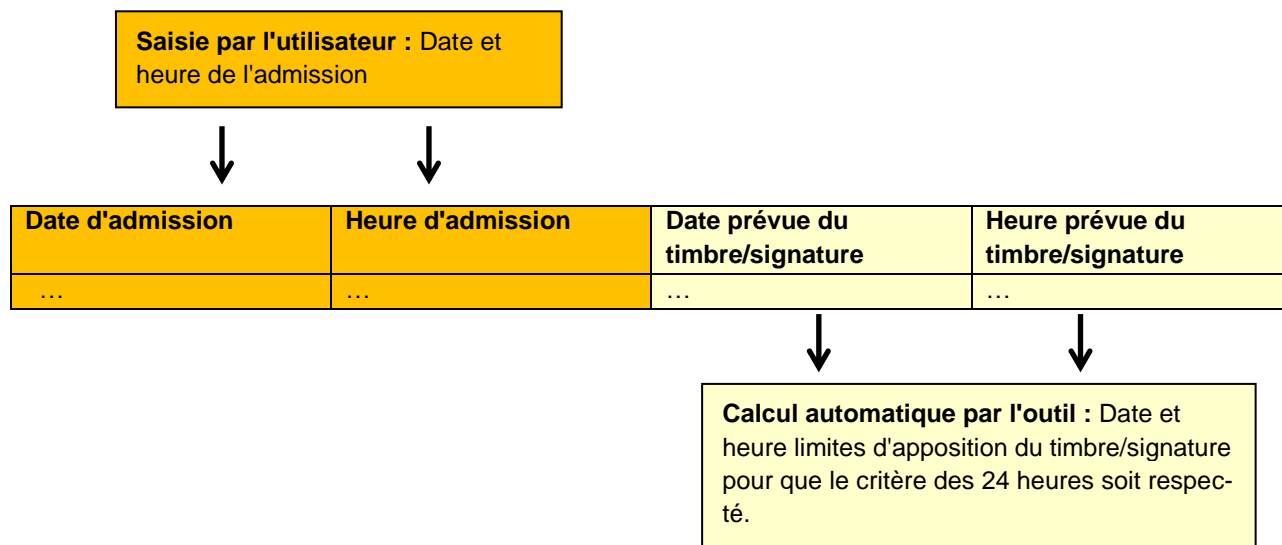 Saisie par l'utilisateur : Date et
heure de l'admission
Date d'admission
Heure d'admission
Date prévue du
timbre/signature
Heure prévue du
timbre/signature
…
…
…
…
Calcul automatique par l'outil : Date et
heure limites d'apposition du timbre/signature
pour que le critère des 24 heures soit respec-
té.